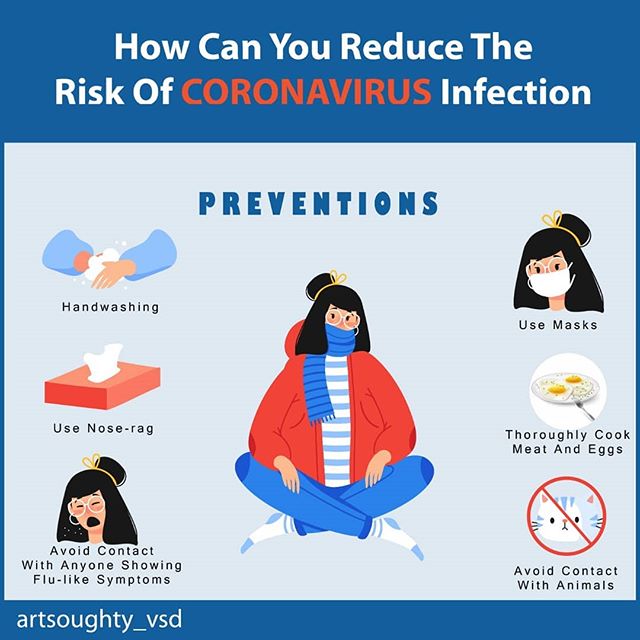 How Can You Reduce The
Risk Of CORONAVIRUS Infection
PREVENTIONS
Handwashing
Use Nose-rag
Avoid Contact
With Anyone Showing
Flu-like Symptoms
Use Masks
Thoroughly Cook
Meat And Eggs
Avoid Contact
With Animals
artsoughty_vsd